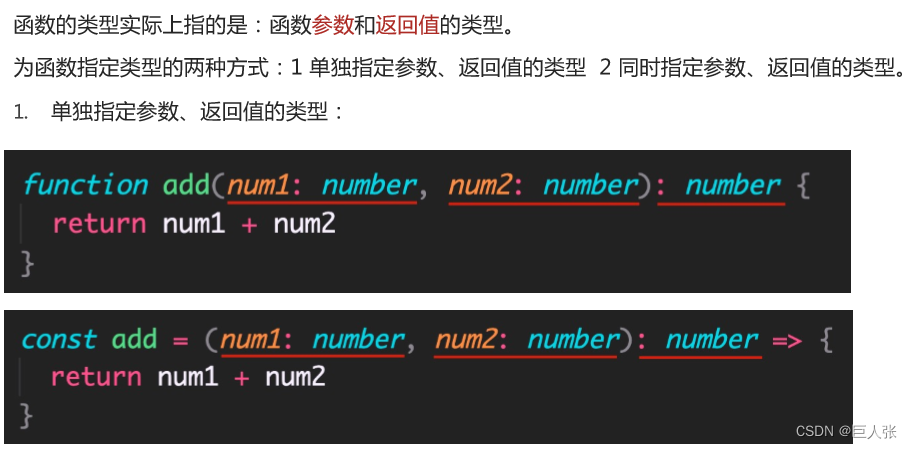 函数的类型实际上指的是：函数参数和返回值的类型。
为函数指定类型的两种方式：1 单独指定参数、返回值的类型 2 同时指定参数、返回值的类型。
1. 单独指定参数、返回值的类型：
function add(num1: number, num2: number): number {
return num1 + num2
}
const add = (num1: number, num2: number): number => {
return num1 + num2
}
CSDN @巨人张